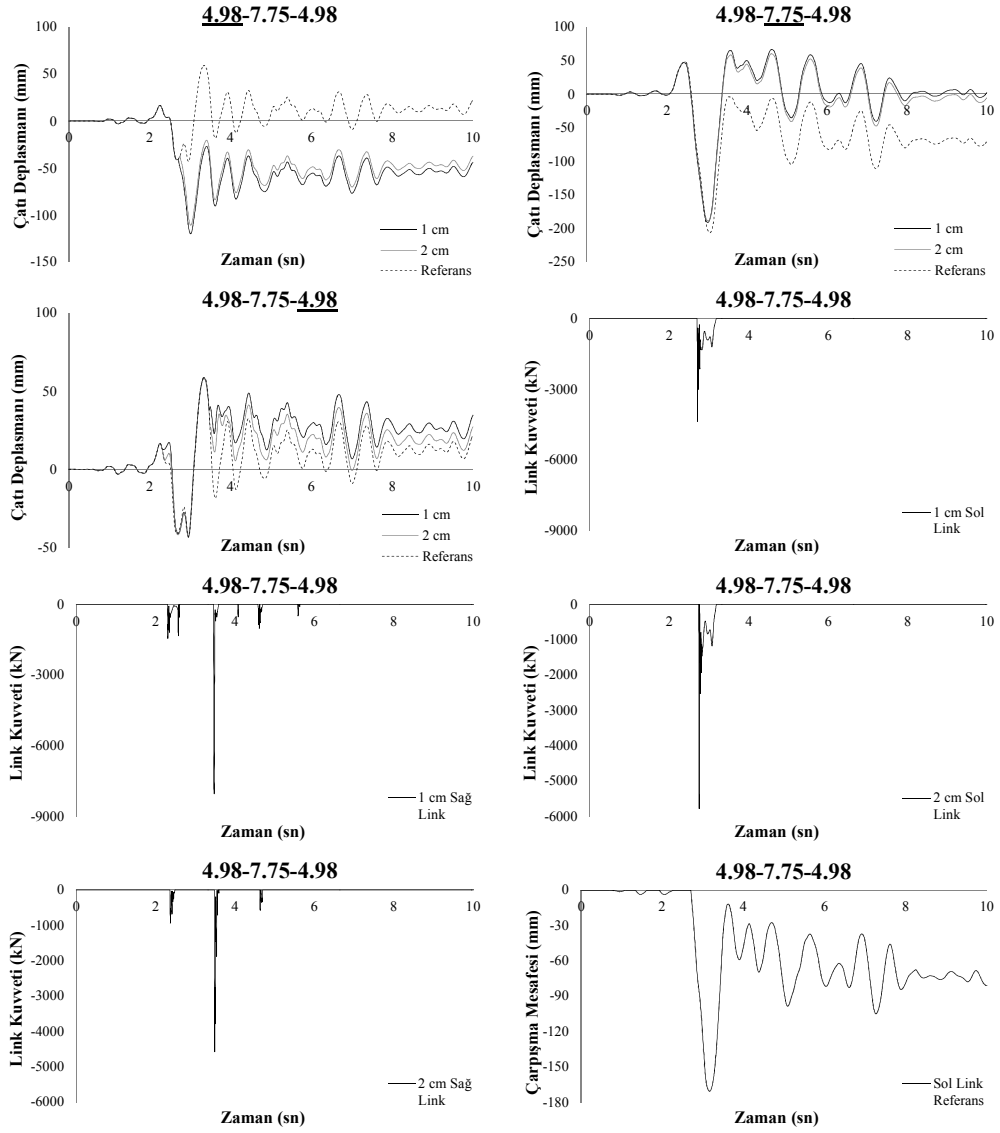 4.98-7.75-4.98
100
50
0
-50
-100
-150
0 2 4 6 8 10
Çatı Deplasmanı (mm)
Zaman (sn)
1 cm
2 cm
Referans
4.98-7.75-4.98
100
50
0
-50
-100
-150
-200
-250
0 2 4 6 8 10
Çatı Deplasmanı (mm)
Zaman (sn)
1 cm
2 cm
Referans
4.98-7.75-4.98
100
50
0
-50
0 2 4 6 8 10
Çatı Deplasmanı (mm)
Zaman (sn)
1 cm
2 cm
Referans
4.98-7.75-4.98
0
-3000
-6000
-9000
0 2 4 6 8 10
Link Kuvveti (kN)
Zaman (sn)
1 cm Sol
Link
4.98-7.75-4.98
0
-3000
-6000
-9000
0 2 4 6 8 10
Link Kuvveti (kN)
Zaman (sn)
1 cm Sağ
Link
4.98-7.75-4.98
0
-1000
-2000
-3000
-4000
-5000
-6000
0 2 4 6 8 10
Link Kuvveti (kN)
Zaman (sn)
2 cm Sol
Link
4.98-7.75-4.98
0
-1000
-2000
-3000
-4000
-5000
-6000
0 2 4 6 8 10
Link Kuvveti (kN)
Zaman (sn)
2 cm Sağ
Link
4.98-7.75-4.98
0
-30
-60
-90
-120
-150
-180
0 2 4 6 8 10
Çarpışma Mesafesi (mm)
Zaman (sn)
Sol Link
Referans